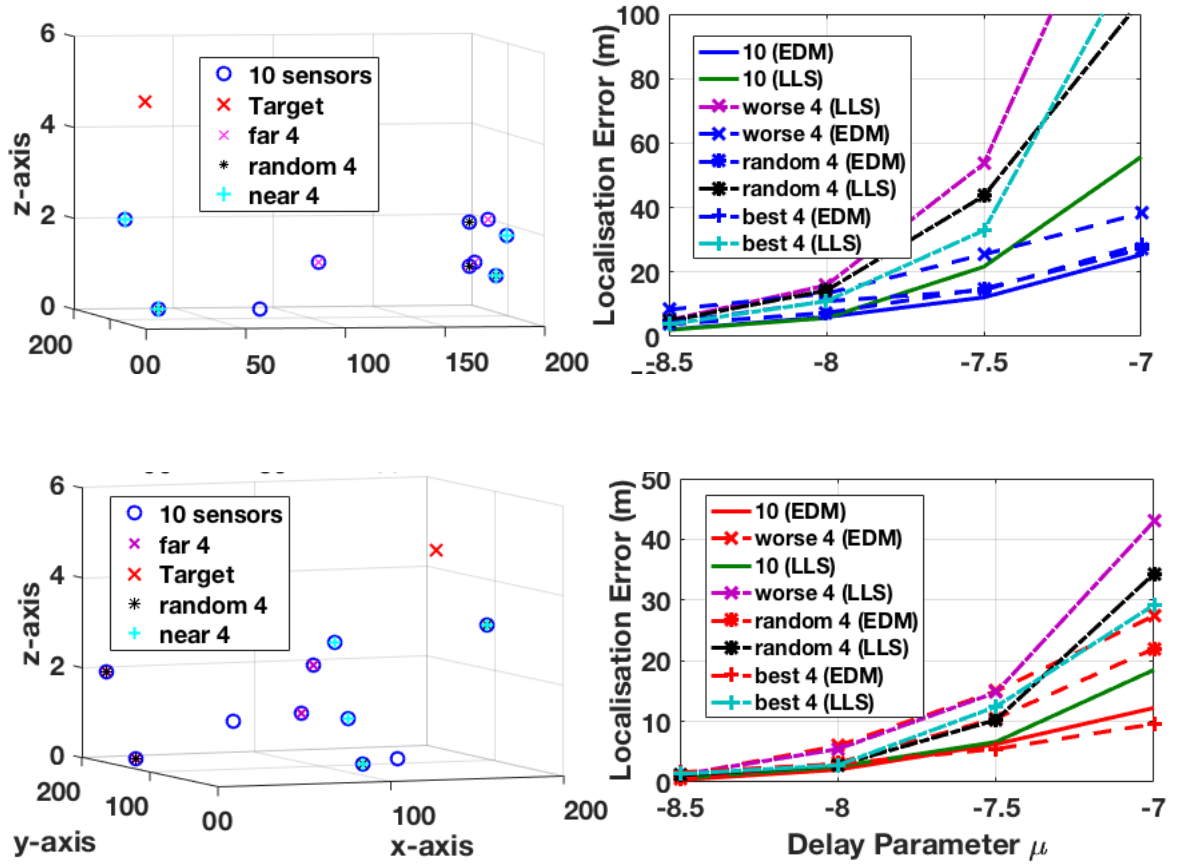 6
4
2
0
z-axis
200
00
50
100
150
200
10 sensors
Target
far 4
random 4
near 4
100
80
60
40
20
0
Localisation Error (m)
-8.5
-8
-7.5
-7
10 (EDM)
10 (LLS)
worse 4 (LLS)
worse 4 (EDM)
random 4 (EDM)
random 4 (LLS)
best 4 (EDM)
best 4 (LLS)
6
4
2
0
z-axis
200
100
00
100
200
y-axis
x-axis
10 sensors
far 4
Target
random 4
near 4
50
40
30
20
10
0
Localisation Error (m)
-8.5
-8
-7.5
-7
Delay Parameter μ
10 (EDM)
worse 4 (EDM)
10 (LLS)
worse 4 (LLS)
random 4 (EDM)
random 4 (LLS)
best 4 (EDM)
best 4 (LLS)